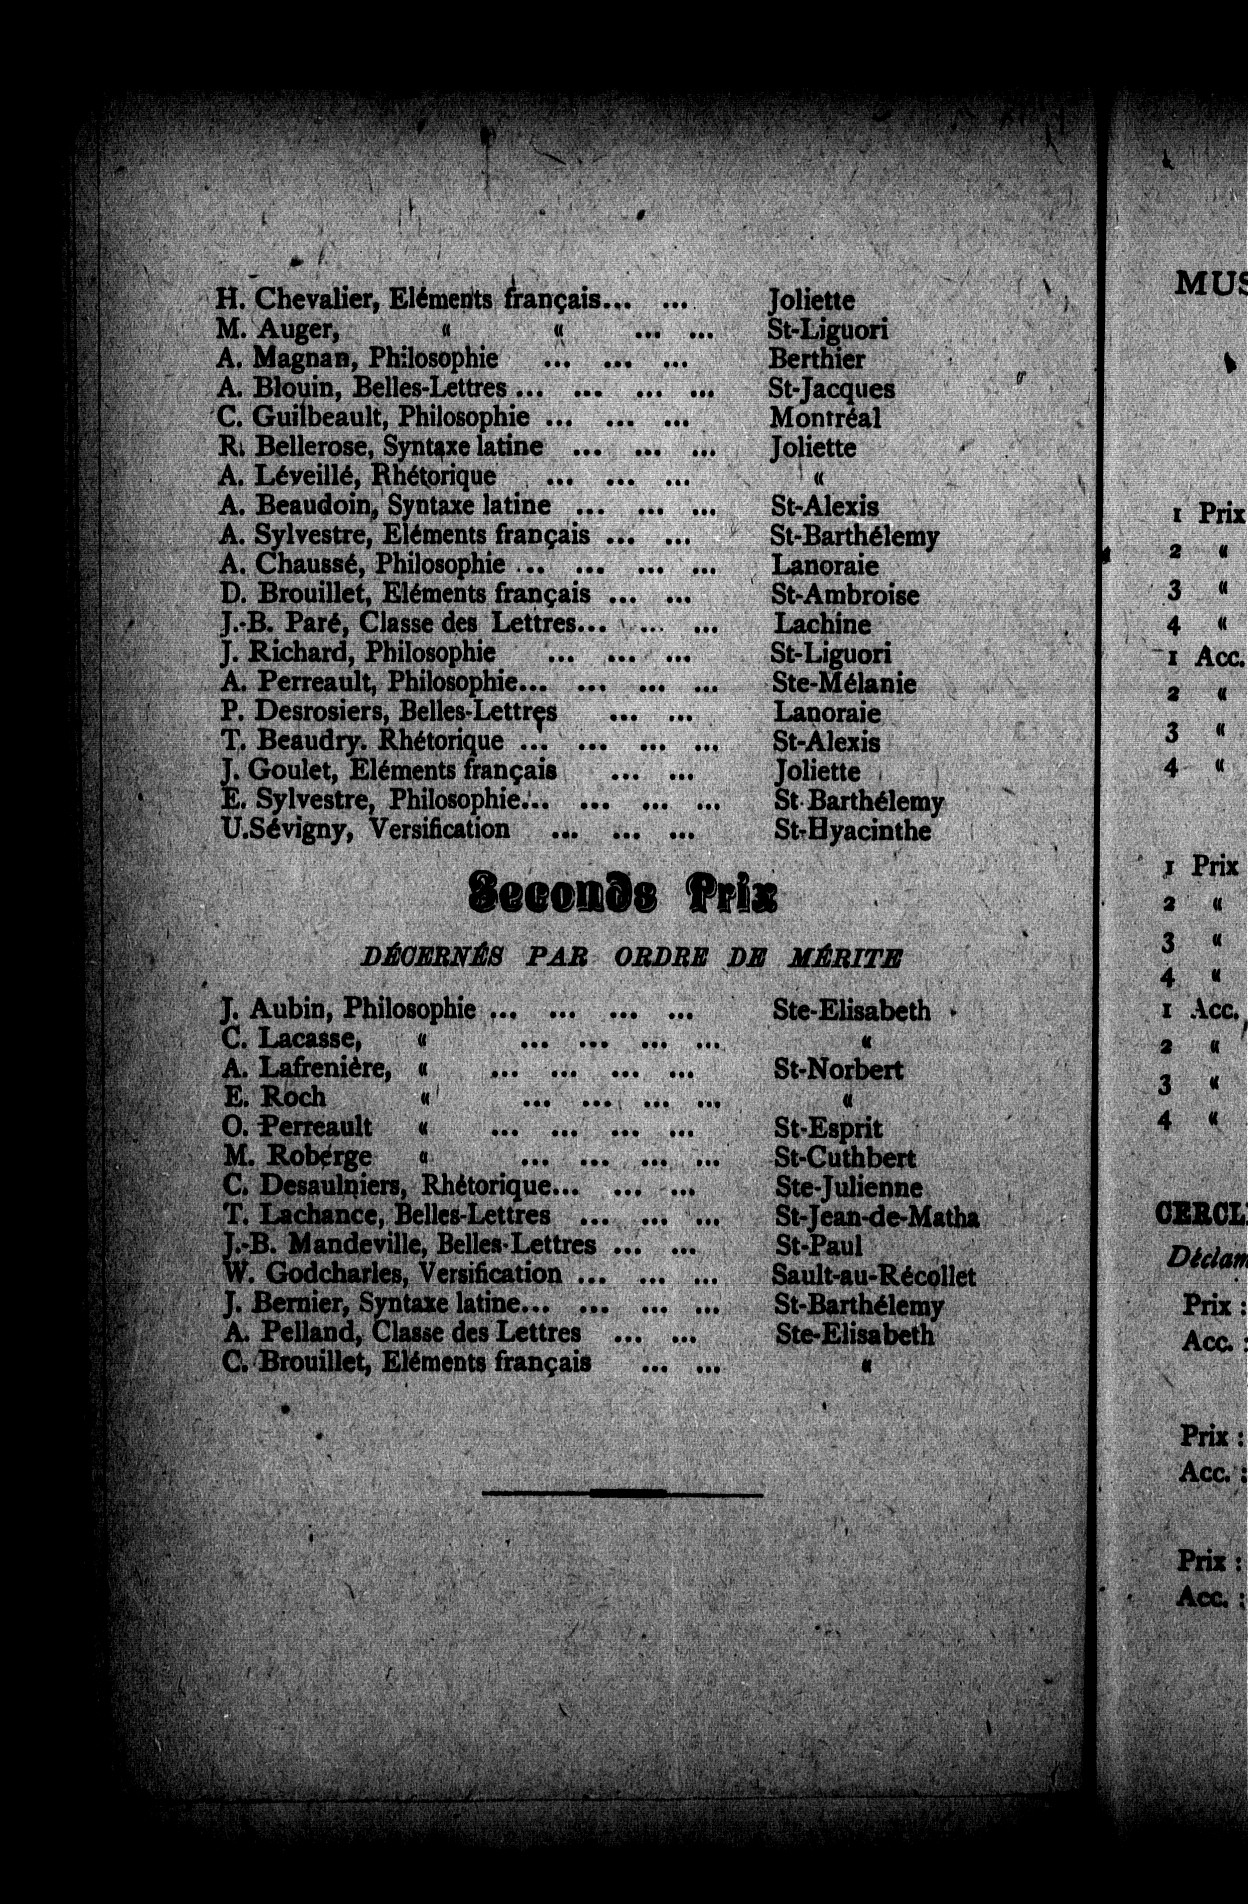 H. Chevalier, Eléments français... ... Joliette
M. Auger, « « ... ... St-Liguori
A. Magnan, Philosophie ... ... ... Berthier
A. Blouin, Belles-Lettres ... ... ... ... St-Jacques
C. Guilbeault, Philosophie ... ... ... Montréal
R. Bellerose, Syntaxe latine ... ... ... Joliette
A. Léveillé, Rhétorique ... ... ... «
A. Beaudoin, Syntaxe latine ... ... ... St-Alexis
A. Sylvestre, Eléments français ... ... St-Barthélemy
A. Chaussé, Philosophie ... ... ... ... Lanoraie
D. Brouillet, Eléments français ... ... St-Ambroise
J.-B. Paré, Classe des Lettres... ... ... Lachine
J. Richard, Philosophie ... ... ... St-Liguori
A. Perreault, Philosophie... ... ... ... Ste-Mélanie
P. Desrosiers, Belles-Lettres ... ... Lanoraie
T. Beaudry. Rhétorique ... ... ... ... St-Alexis
J. Goulet, Eléments français ... ... Joliette
E. Sylvestre, Philosophie... ... ... ... St-Barthélemy
U.Sévigny, Versification ... ... ... St-Hyacinthe
Seconds Prix
DÉCERNÉS PAR ORDRE DE MÉRITE
J. Aubin, Philosophie ... ... ... ... Ste-Elisabeth
C. Lacasse, « ... ... ... ... «
A. Lafrenière, « ... ... ... ... St-Norbert
E. Roch « ... ... ... ... «
O. Perreault « ... ... ... ... St-Esprit
M. Roberge « ... ... ... ... St-Cuthbert
C. Desaulniers, Rhétorique... ... ... Ste-Julienne
T. Lachance, Belles-Lettres ... ... ... St-Jean-de-Matha
J.-B. Mandeville, Belles-Lettres ... ... St-Paul
W. Godcharles, Versification ... ... ... Sault-au-Récollet
J. Bernier, Syntaxe latine... ... ... ... St-Barthélemy
A. Pelland, Classe des Lettres ... ... Ste-Elisabeth
C. Brouillet, Eléments français ... ... «
MUS
1 Prix
2 «
3 «
4 «
1 Acc.
2 «
3 «
4 «
1 Prix
2 «
3 «
4 «
1 Acc.
2 «
3 «
4 «
CERCL
Déclam
Prix :
Acc. :
Prix :
Acc. :
Prix :
Acc. :